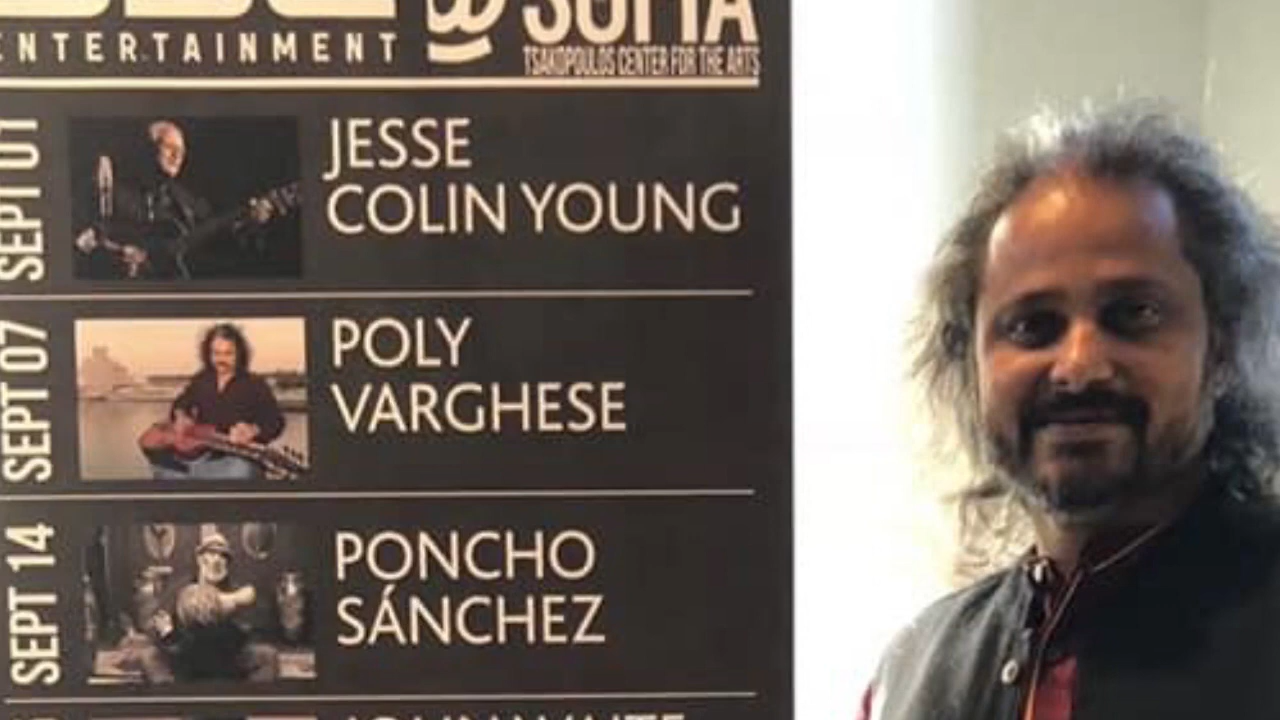 ENTERTAINMENT
@ SOFIA
TSAKOPOULOS CENTER FOR THE ARTS
SEPT 01
JESSE
COLIN YOUNG
SEPT 07
POLY
VARGHESE
SEPT 14
PONCHO
SÁNCHEZ